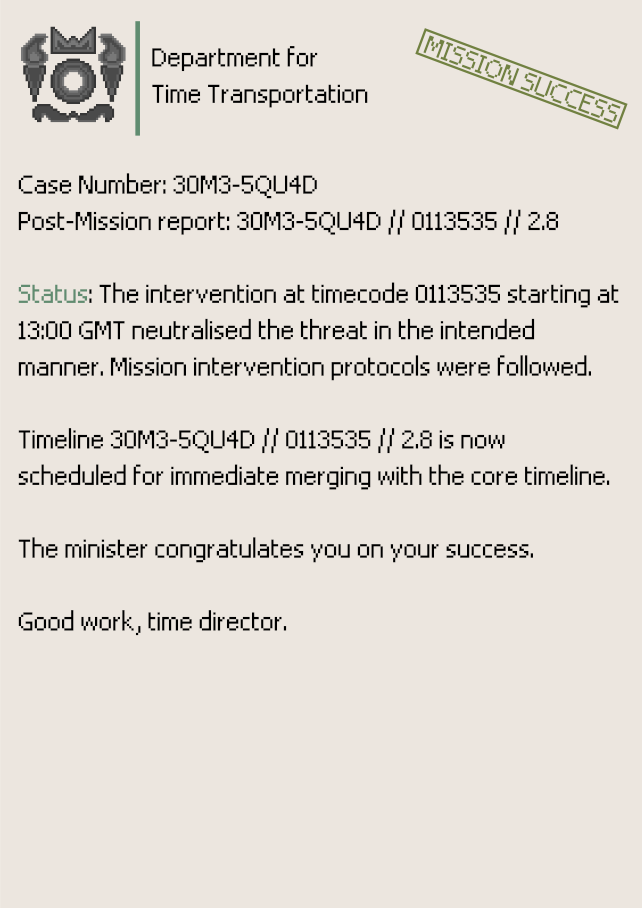 Department for
Time Transportation
MISSION SUCCESS
Case Number: 30M3-5QU4D
Post-Mission report: 30M3-5QU4D // 0113535 // 2.8
Status: The intervention at timecode 0113535 starting at
13:00 GMT neutralised the threat in the intended
manner. Mission intervention protocols were followed.
Timeline 30M3-5QU4D // 0113535 // 2.8 is now
scheduled for immediate merging with the core timeline.
The minister congratulates you on your success.
Good work, time director.